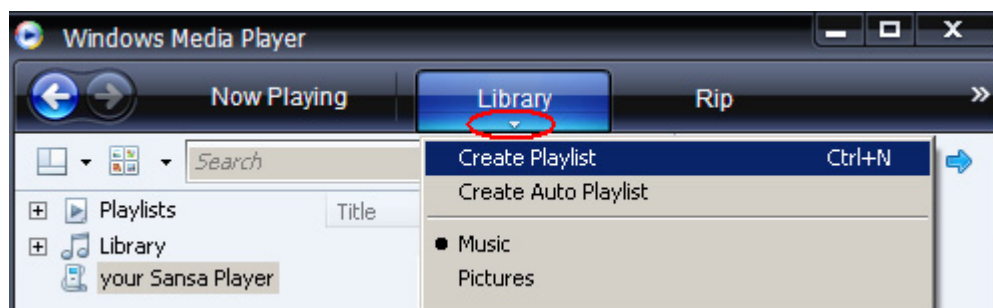 Windows Media Player
Now Playing Library Rip »
Search
Create Playlist Ctrl+N
Create Auto Playlist
Playlists Title
Library
Music
your Sansa Player
Pictures